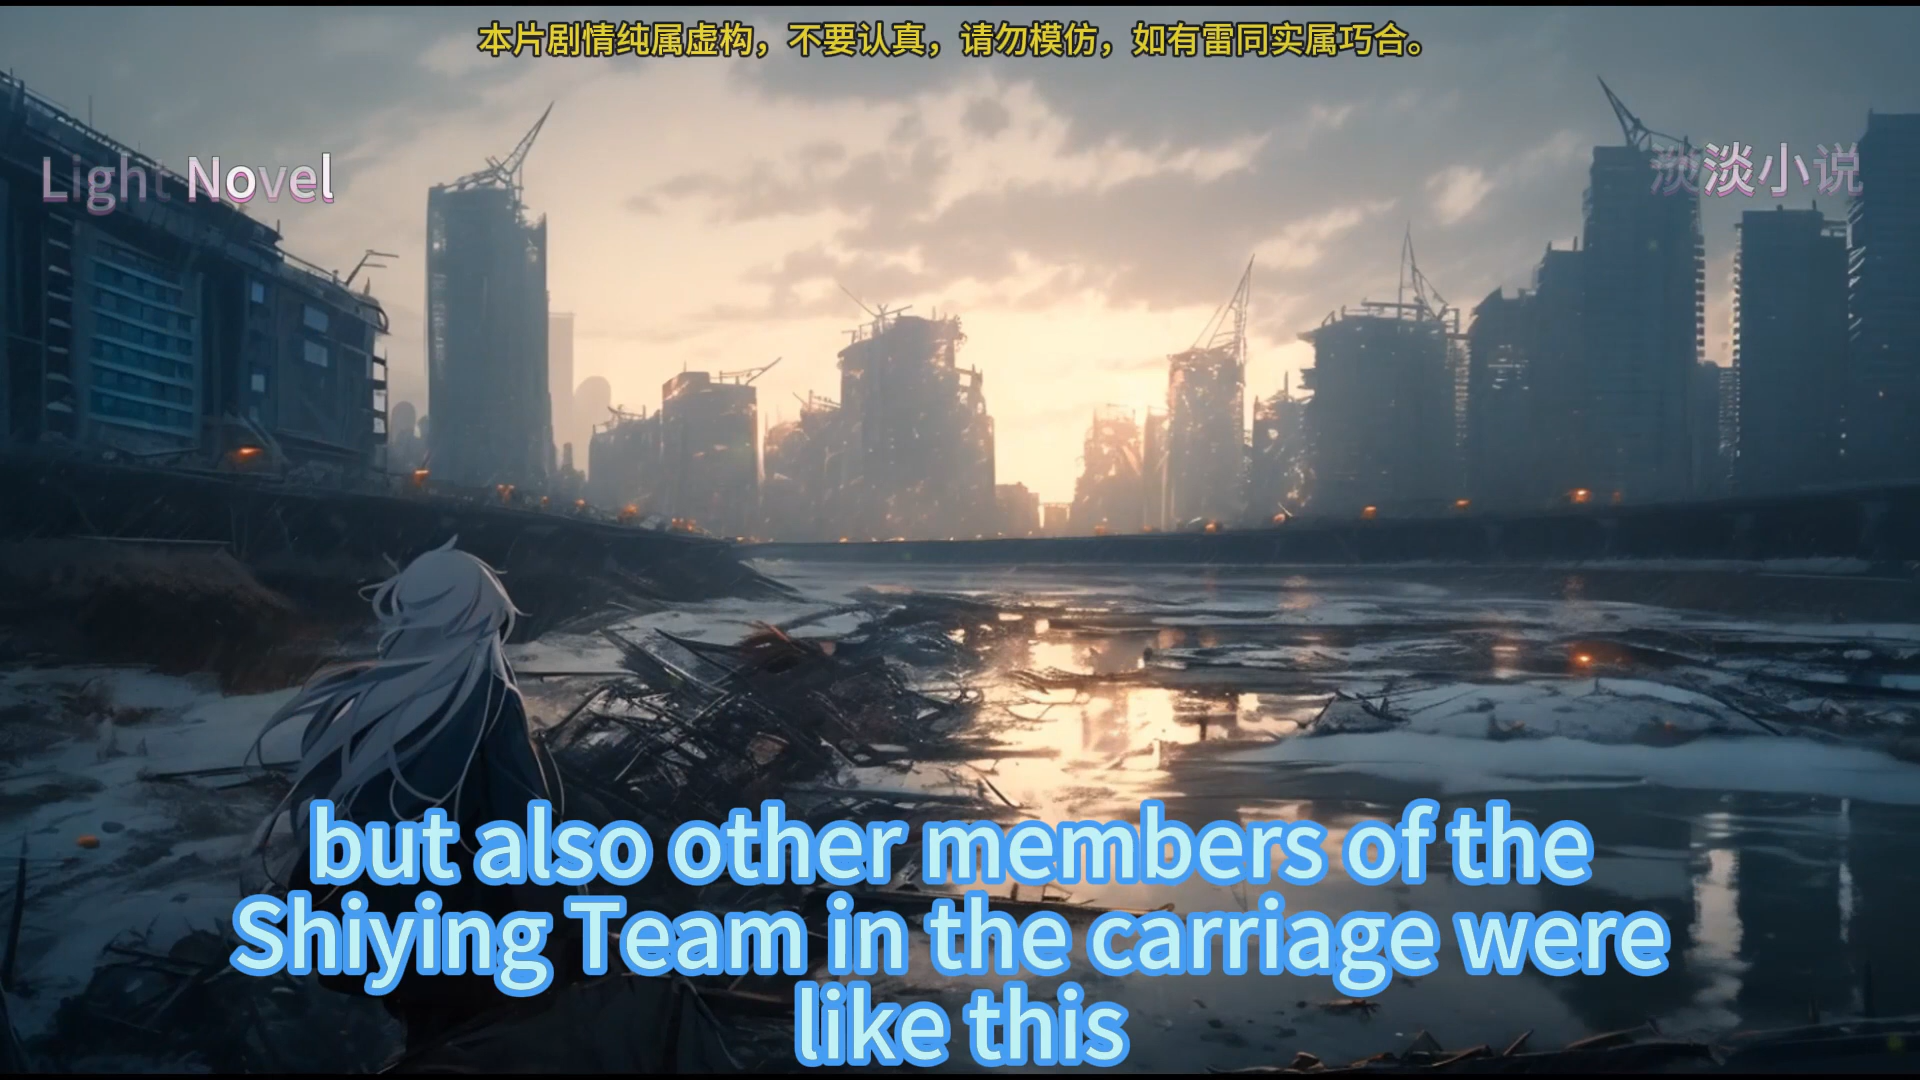 本片剧情纯属虚构，不要认真，请勿模仿，如有雷同实属巧合。
Light Novel
淡淡小说
but also other members of the
Shiying Team in the carriage were
like this